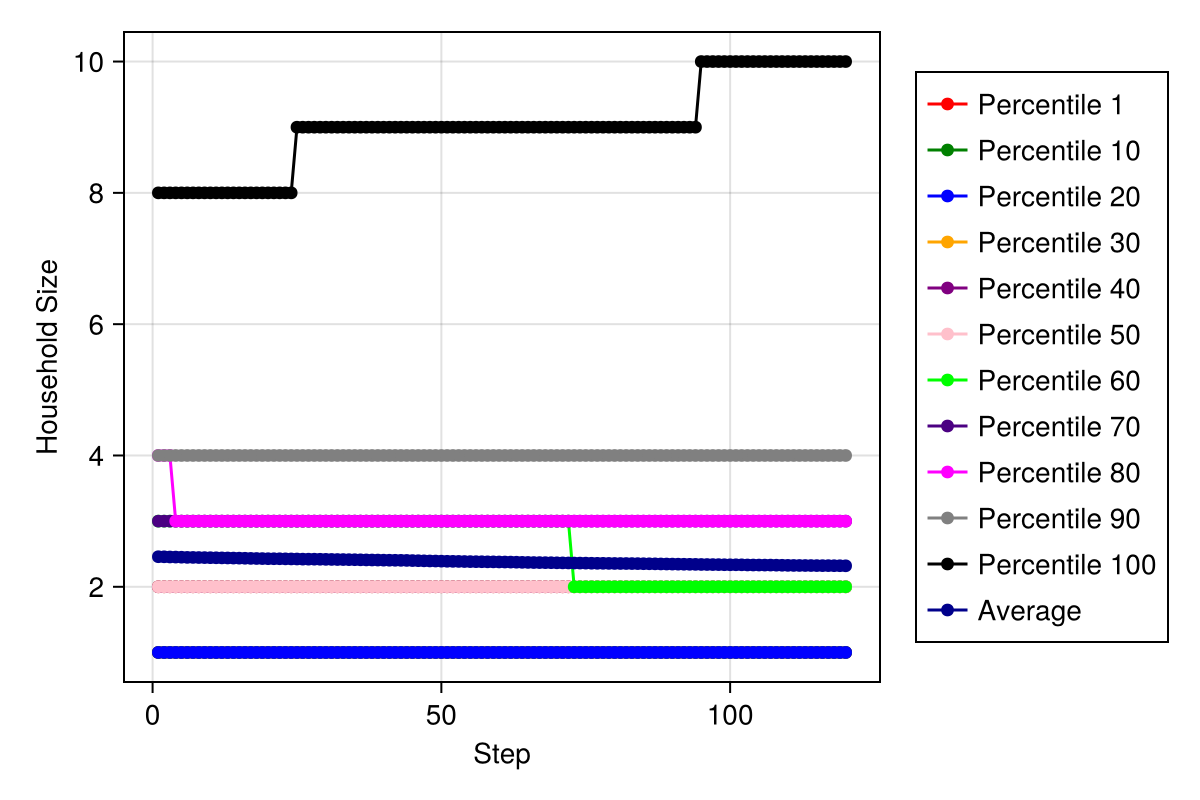 10
8
6
4
2
Household Size
0
50
100
Step
Percentile 1
Percentile 10
Percentile 20
Percentile 30
Percentile 40
Percentile 50
Percentile 60
Percentile 70
Percentile 80
Percentile 90
Percentile 100
Average